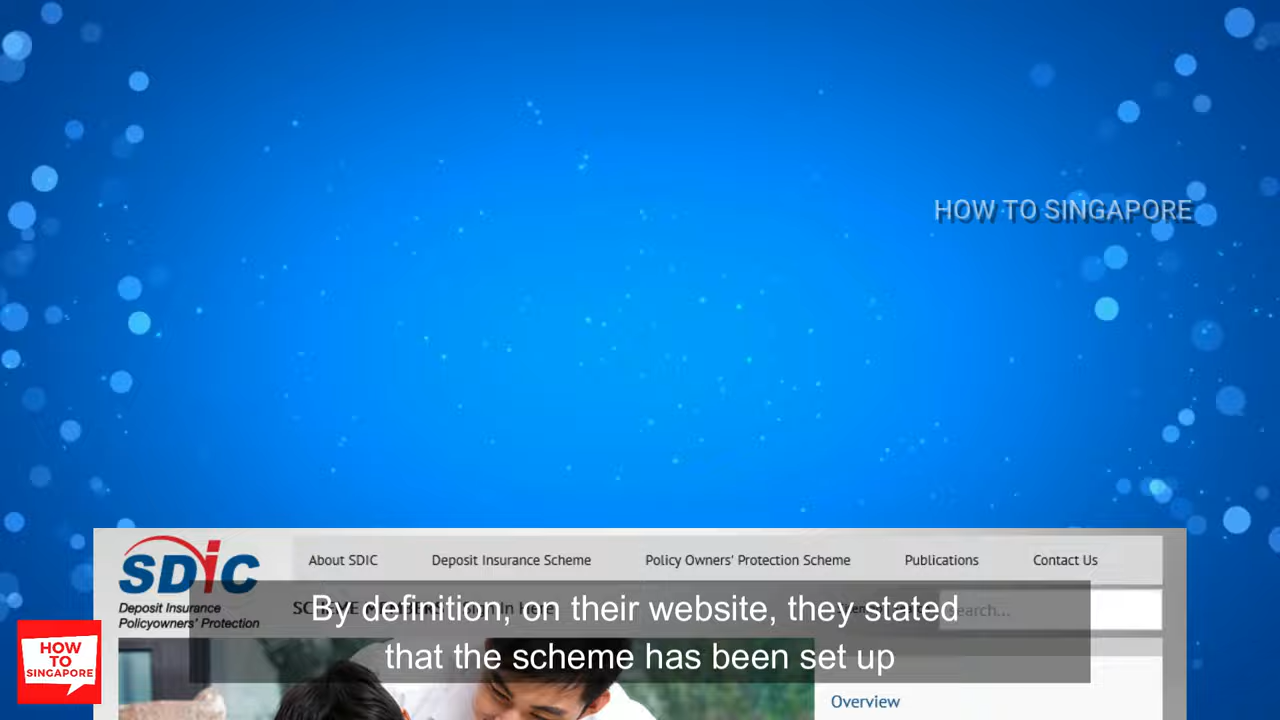 HOW TO SINGAPORE
SDIC
Deposit Insurance
Policyowners' Protection
About SDIC
Deposit Insurance Scheme
Policy Owners' Protection Scheme
Publications
Contact Us
By definition, on their website, they stated
that the scheme has been set up
Overview
HOW
TO
SINGAPORE